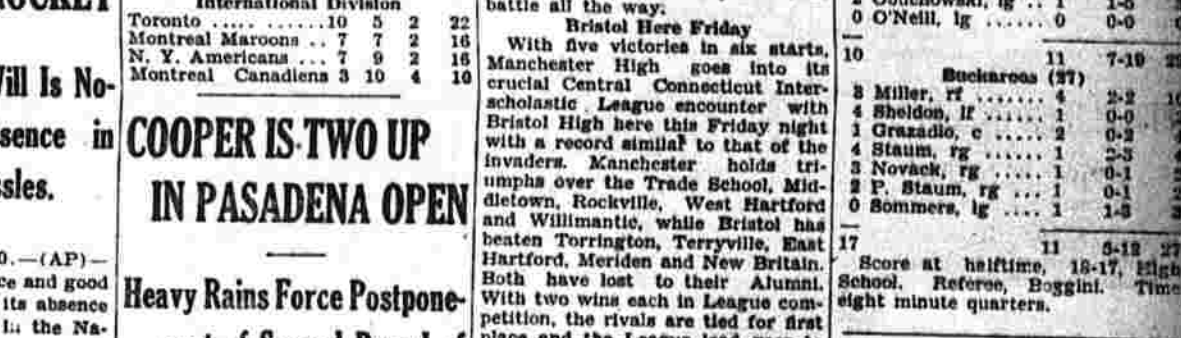 Will Is No-
sence in
ssles.
0.—(AP)—
ce and good
its absence
In the Na-
International Division
Toronto ........ 10 5 2 22
Montreal Maroons .. 7 7 2 16
N. Y. Americans ... 7 9 2 16
Montreal Canadiens 3 10 4 10
COOPER IS TWO UP
IN PASADENA OPEN
Heavy Rains Force Postpone-
battle all the way.
Bristol Here Friday
With five victories in six starts,
Manchester High goes into its
crucial Central Connecticut Inter-
scholastic League encounter with
Bristol High here this Friday night
with a record similar to that of the
invaders. Manchester holds tri-
umphs over the Trade School, Mid-
dletown, Rockville, West Hartford
and Willimantic, while Bristol has
beaten Torrington, Terryville, East
Hartford, Meriden and New Britain.
Both have lost to their Alumni.
With two wins each in League com-
petition, the rivals are tied for first
place and the League lead
0 O'Neill, lg ...... 0 0-0
10 11 7-19
Buckaroos (27)
3 Miller, rf ....... 4 2-2
4 Sheldon, lf ...... 1 0-0
1 Grazadio, c ..... 2 0-2
4 Staum, rg ...... 1 2-3
3 Novack, rg ...... 1 0-1
2 P. Staum, rg ... 1 0-1
0 Sommers, lg .... 1 1-3
17 11 5-12 27
Score at halftime, 18-17, High
School. Referee, Boggini. Time
eight minute quarters.